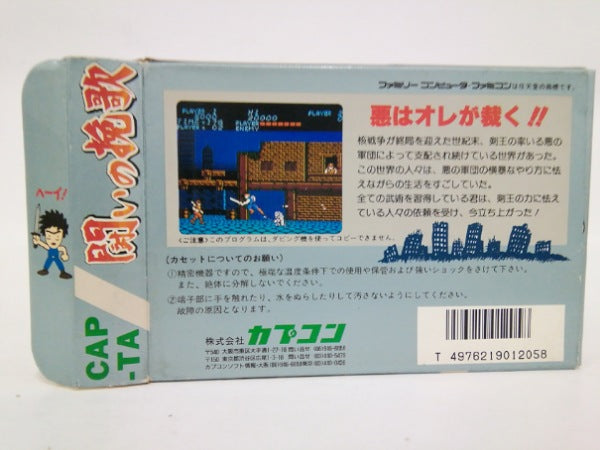 闘いの挽歌
ヘーイ!
CAP
-TA
ファミリー コンピュータ・ファミコンは任天堂の商標です。
PLAYER
TIME
PLAYER
ENEMY
悪はオレが裁く!!
核戦争が終局を迎えた世紀末、剣王の率いる悪の
軍団によって支配され続けている世界があった。
この世界の人々は、悪の軍団の横暴なやり方に怯
えながらの生活をすごしていた。
全ての武術を習得している君は、剣王の力に怯え
ている人々の依頼を受け、今立ち上がった!
〈ご注意〉このプログラムは、ダビング機を使ってコピーできません。
〔カセットについてのお願い〕
①精密機器ですので、極端な温度条件下での使用や保管および強いショックをさけて下さい。
また、絶体に分解しないでください。
②端子部に手を触れたり、水をぬらしたりして汚さないようにしてください。
故障の原因となります。
株式会社 カプコン
T 4976219012058